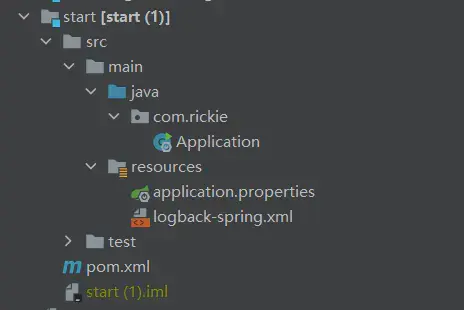 start [start (1)]
src
main
java
com.rickie
Application
resources
application.properties
logback-spring.xml
test
pom.xml
start (1).iml